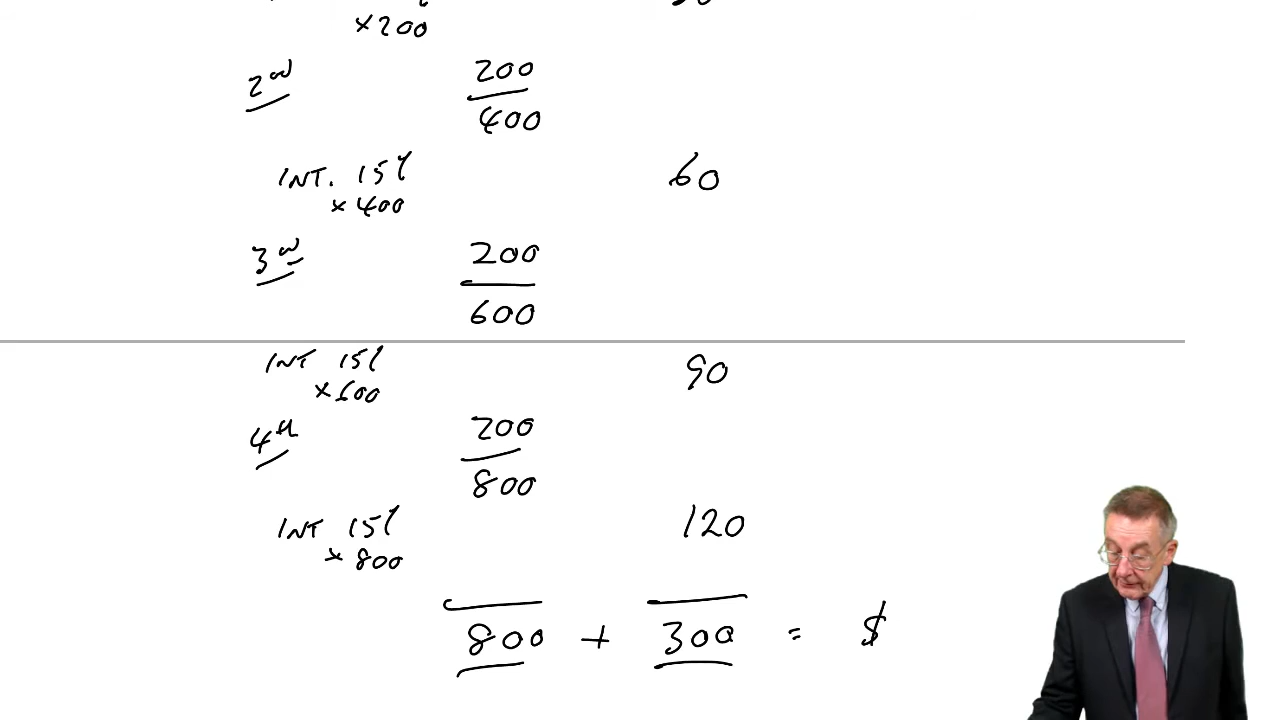 ×200
2nd 200
400
INT. 15% 60
×400
3rd 200
600
INT 15% 90
×600
4th 200
800
INT 15% 120
×800
800 + 300 = $